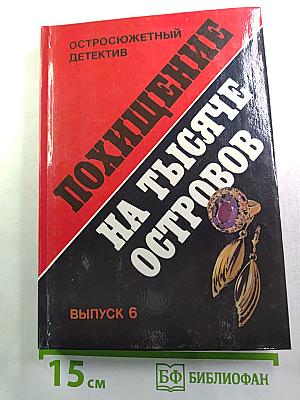 ОСТРОСЮЖЕТНЫЙ
ДЕТЕКТИВ
ПОХИЩЕНИЕ
НА ТЫСЯЧЕ
ОСТРОВОВ
ВЫПУСК 6
15 см
БФ БИБЛИОФАН